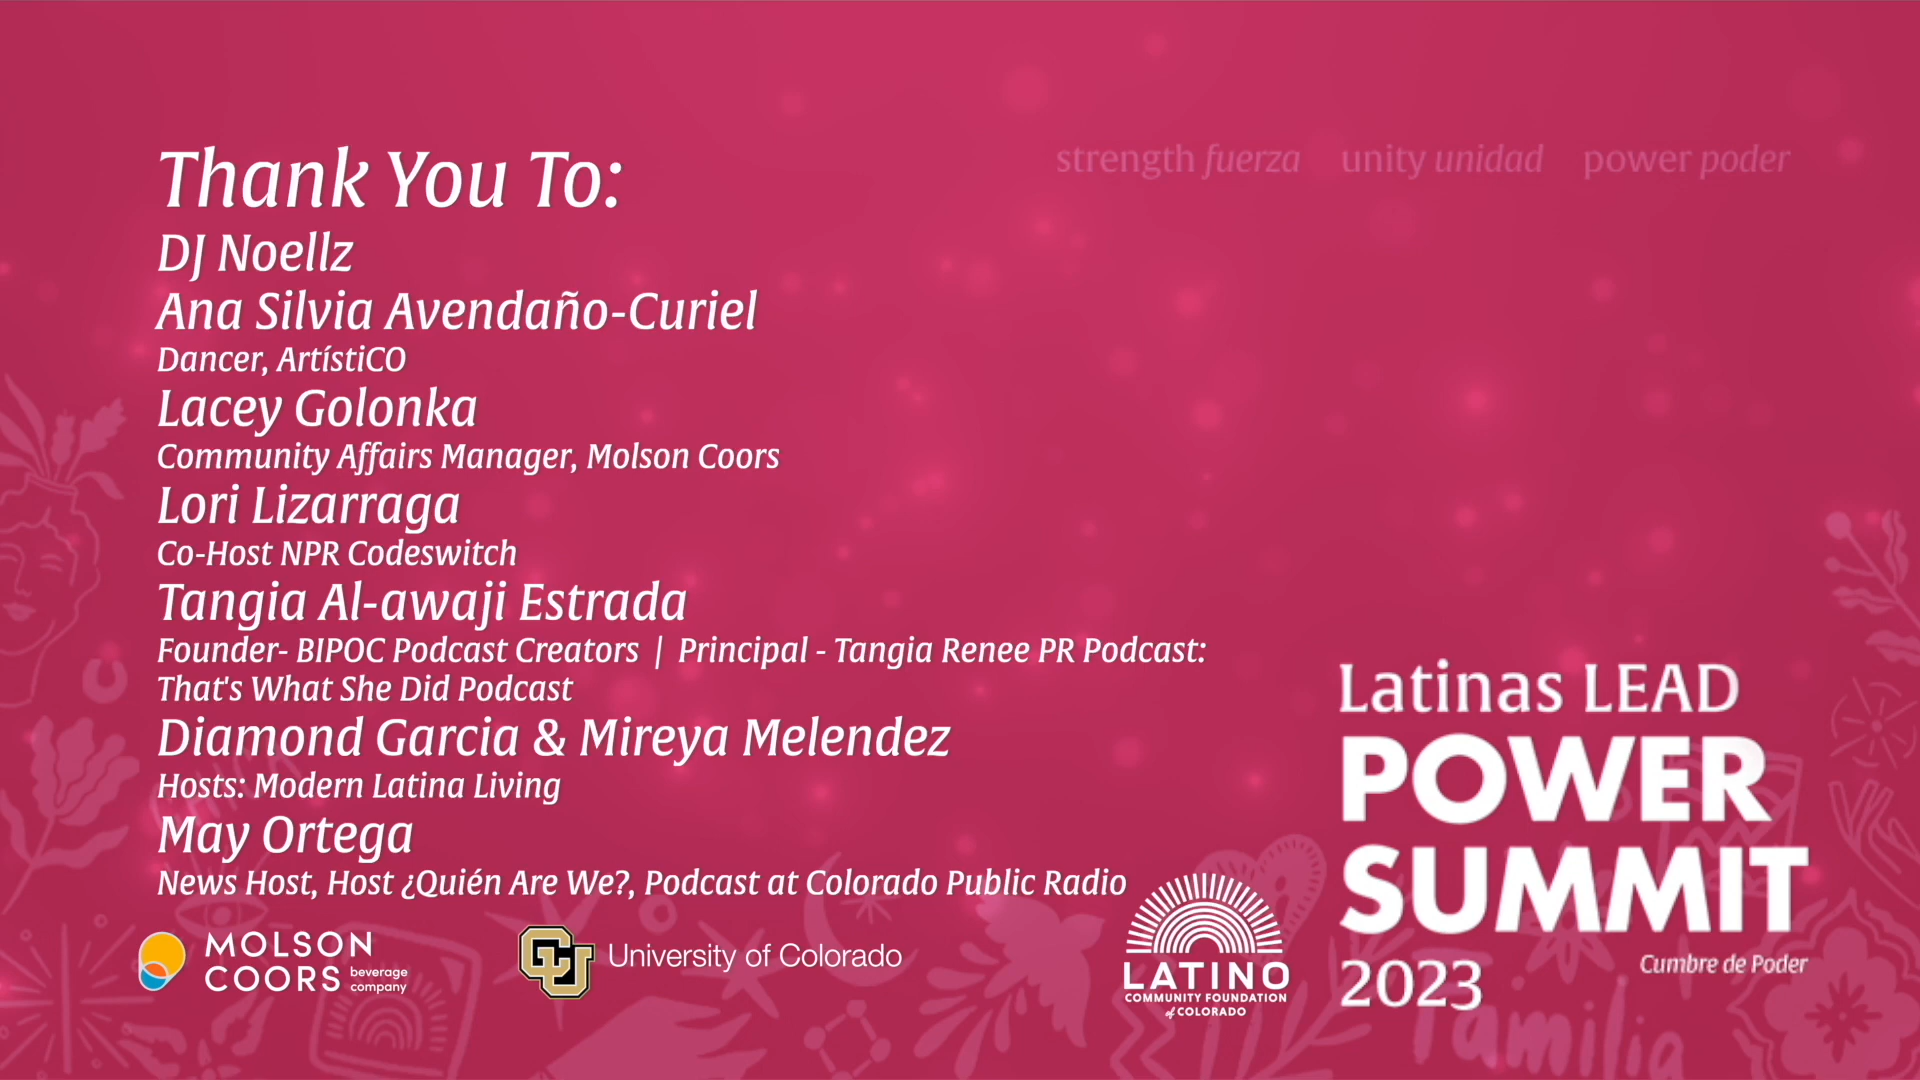 strength fuerza unity unidad power poder
Thank You To:
DJ Noellz
Ana Silvia Avendaño-Curiel
Dancer, ArtístiCO
Lacey Golonka
Community Affairs Manager, Molson Coors
Lori Lizarraga
Co-Host NPR Codeswitch
Tangia Al-awaji Estrada
Founder- BIPOC Podcast Creators | Principal - Tangia Renee PR Podcast:
That's What She Did Podcast
Diamond Garcia & Mireya Melendez
Hosts: Modern Latina Living
May Ortega
News Host, Host ¿Quién Are We?, Podcast at Colorado Public Radio
MOLSON
COORS beverage
company
CU
University of Colorado
LATINO
COMMUNITY FOUNDATION
of COLORADO
Latinas LEAD
POWER
SUMMIT
2023
Cumbre de Poder
familia